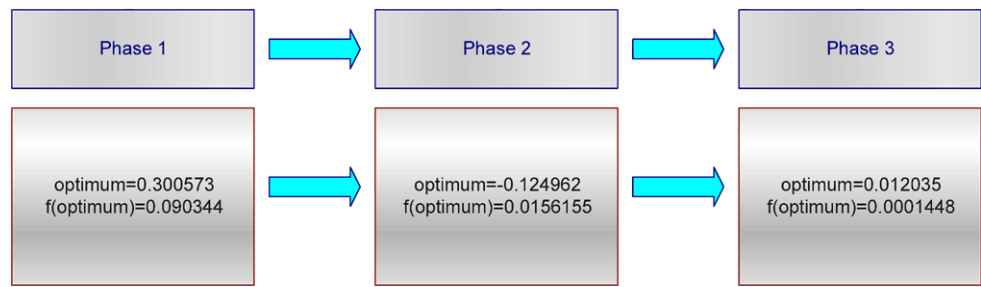 Phase 1
Phase 2
Phase 3
optimum=0.300573
f(optimum)=0.090344
optimum=-0.124962
f(optimum)=0.0156155
optimum=0.012035
f(optimum)=0.0001448